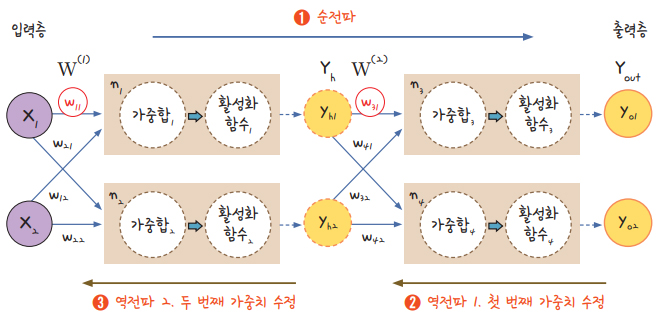 ❶ 순전파
입력층
출력층
W(1)
Yh
W(2)
Yout
X1
w11
n1
가중합1
활성화
함수1
yh1
w31
n3
가중합3
활성화
함수3
yo1
w21
w41
w12
w32
X2
w22
n2
가중합2
활성화
함수2
yh2
w42
n4
가중합4
활성화
함수4
yo2
❸ 역전파 2. 두 번째 가중치 수정
❷ 역전파 1. 첫 번째 가중치 수정